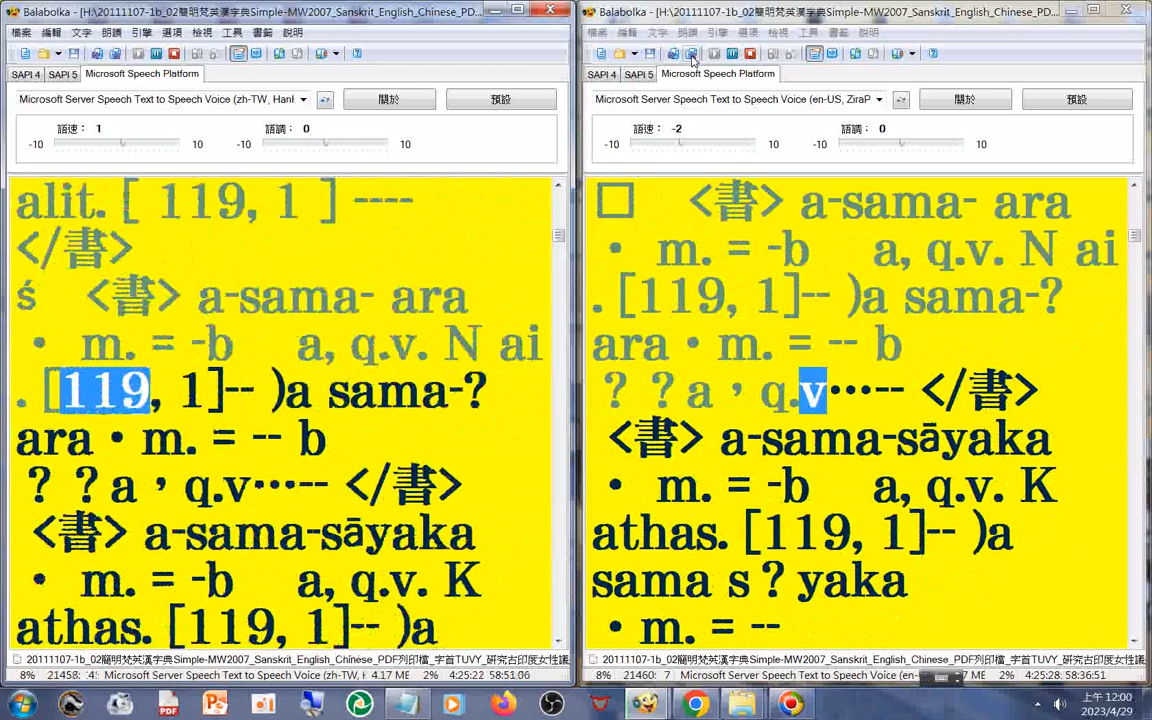 Balabolka - [H:\20111107-1b_02簡明梵英漢字典Simple-MW2007_Sanskrit_English_Chinese_PD...
檔案 編輯 文字 朗讀 引擎 選項 檢視 工具 書籤 說明
SAPI 4 SAPI 5 Microsoft Speech Platform
Microsoft Server Speech Text to Speech Voice (zh-TW, Hanl 關於 預設
語速： 1 語調： 0
-10 10 -10 10
alit. [ 119, 1 ] ----
</書>
ś <書> a-sama- ara
• m. = -b a, q.v. N ai
. [119, 1]-- )a sama-?
ara • m. = -- b
? ? a , q.v…-- </書>
<書> a-sama-sāyaka
• m. = -b a, q.v. K
athas. [119, 1]-- )a
20111107-1b_02簡明梵英漢字典Simple-MW2007_Sanskrit_English_Chinese_PDF列印檔_字首TUVY_研究古印度女性議
8% 21458: Microsoft Server Speech Text to Speech Voice (zh-TW, H 4.17 MB 2% 4:25:22 58:51:06
Balabolka - [H:\20111107-1b_02簡明梵英漢字典Simple-MW2007_Sanskrit_English_Chinese_PDF...
檔案 編輯 文字 朗讀 引擎 選項 檢視 工具 書籤 說明
SAPI 4 SAPI 5 Microsoft Speech Platform
Microsoft Server Speech Text to Speech Voice (en-US, ZiraP 關於 預設
語速： -2 語調： 0
-10 10 -10 10
□ <書> a-sama- ara
• m. = -b a, q.v. N ai
. [119, 1]-- )a sama-?
ara • m. = -- b
? ? a , q.v…-- </書>
<書> a-sama-sāyaka
• m. = -b a, q.v. K
athas. [119, 1]-- )a
sama s ? yaka
• m. = --
20111107-1b_02簡明梵英漢字典Simple-MW2007_Sanskrit_English_Chinese_PDF列印檔_字首TUVY_研究古印度女性議
8% 21460: 7 Microsoft Server Speech Text to Speech Voice (en- 4.17 MB 2% 4:25:28 58:36:51
上午 12:00
2023/4/29